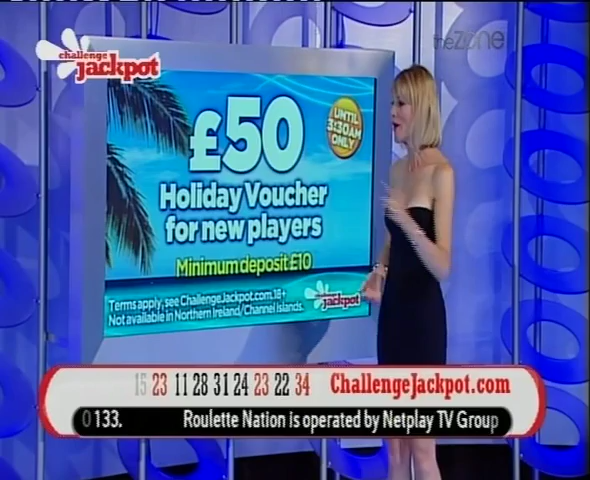 theZone
challenge
jackpot
£50
UNTIL
3:30AM
ONLY
Holiday Voucher
for new players
Minimum deposit £10
Terms apply, see ChallengeJackpot.com. 18+
Not available in Northern Ireland/Channel Islands.
challenge
jackpot
15 23 11 28 31 24 23 22 34 ChallengeJackpot.com
0133. Roulette Nation is operated by Netplay TV Group